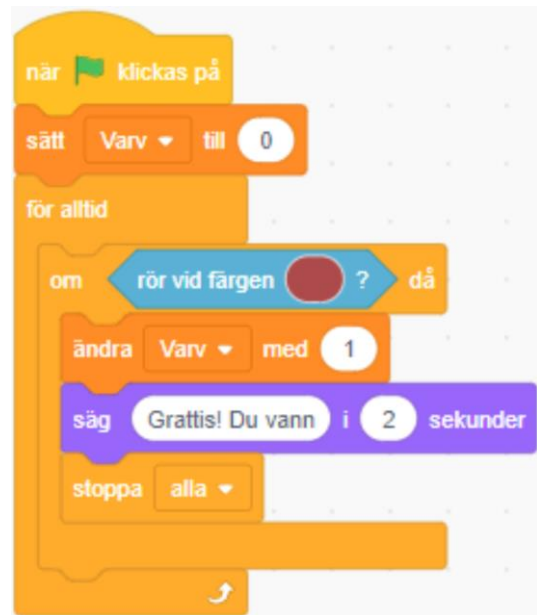 när klickas på
sätt Varv till 0
för alltid
om rör vid färgen ? då
ändra Varv med 1
säg Grattis! Du vann i 2 sekunder
stoppa alla